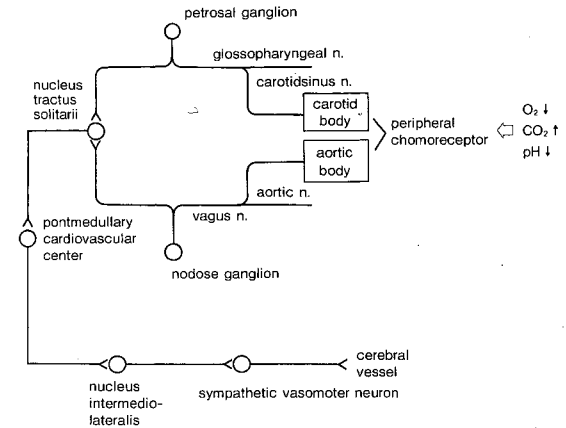 petrosal ganglion
glossopharyngeal n.
carotidsinus n.
nucleus
tractus
solitarii
carotid
body
aortic
body
peripheral
chomoreceptor
O₂ ↓
CO₂ ↑
pH ↓
aortic n.
vagus n.
pontmedullary
cardiovascular
center
nodose ganglion
cerebral
vessel
nucleus
intermedio-
lateralis
sympathetic vasomoter neuron